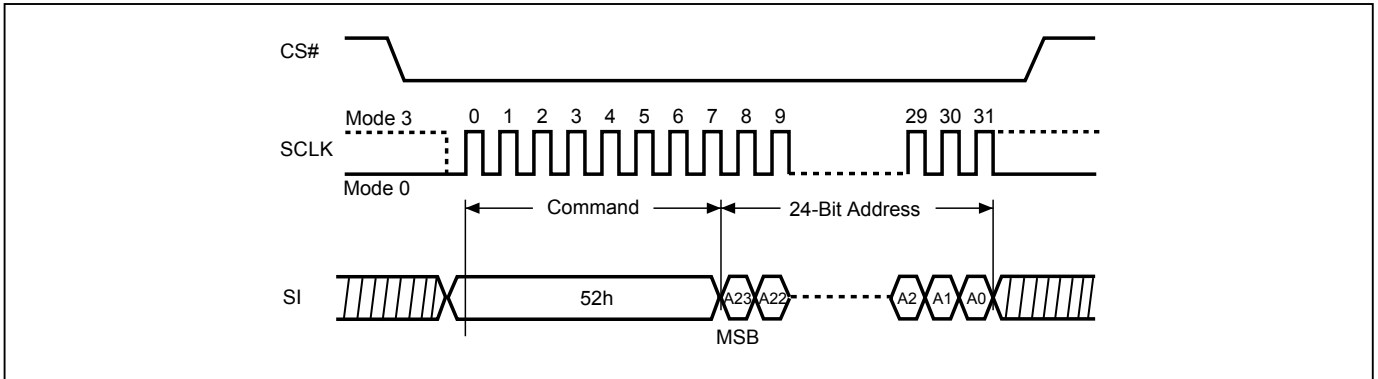 CS#
Mode 3
0 1 2 3 4 5 6 7 8 9 29 30 31
SCLK
Mode 0
Command
24-Bit Address
SI
52h
A23 A22 A2 A1 A0
MSB